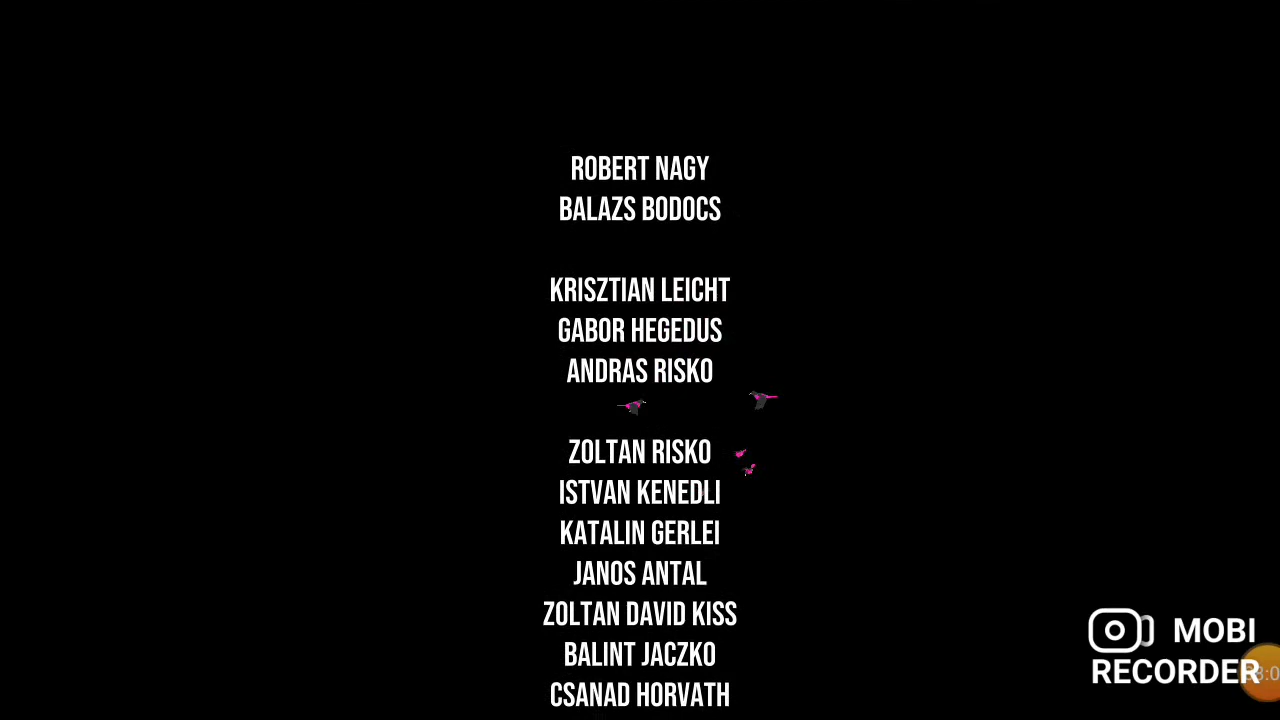 ROBERT NAGY
BALAZS BODOCS
KRISZTIAN LEICHT
GABOR HEGEDUS
ANDRAS RISKO
ZOLTAN RISKO
ISTVAN KENEDLI
KATALIN GERLEI
JANOS ANTAL
ZOLTAN DAVID KISS
BALINT JACZKO
CSANAD HORVATH
MOBI
RECORDER